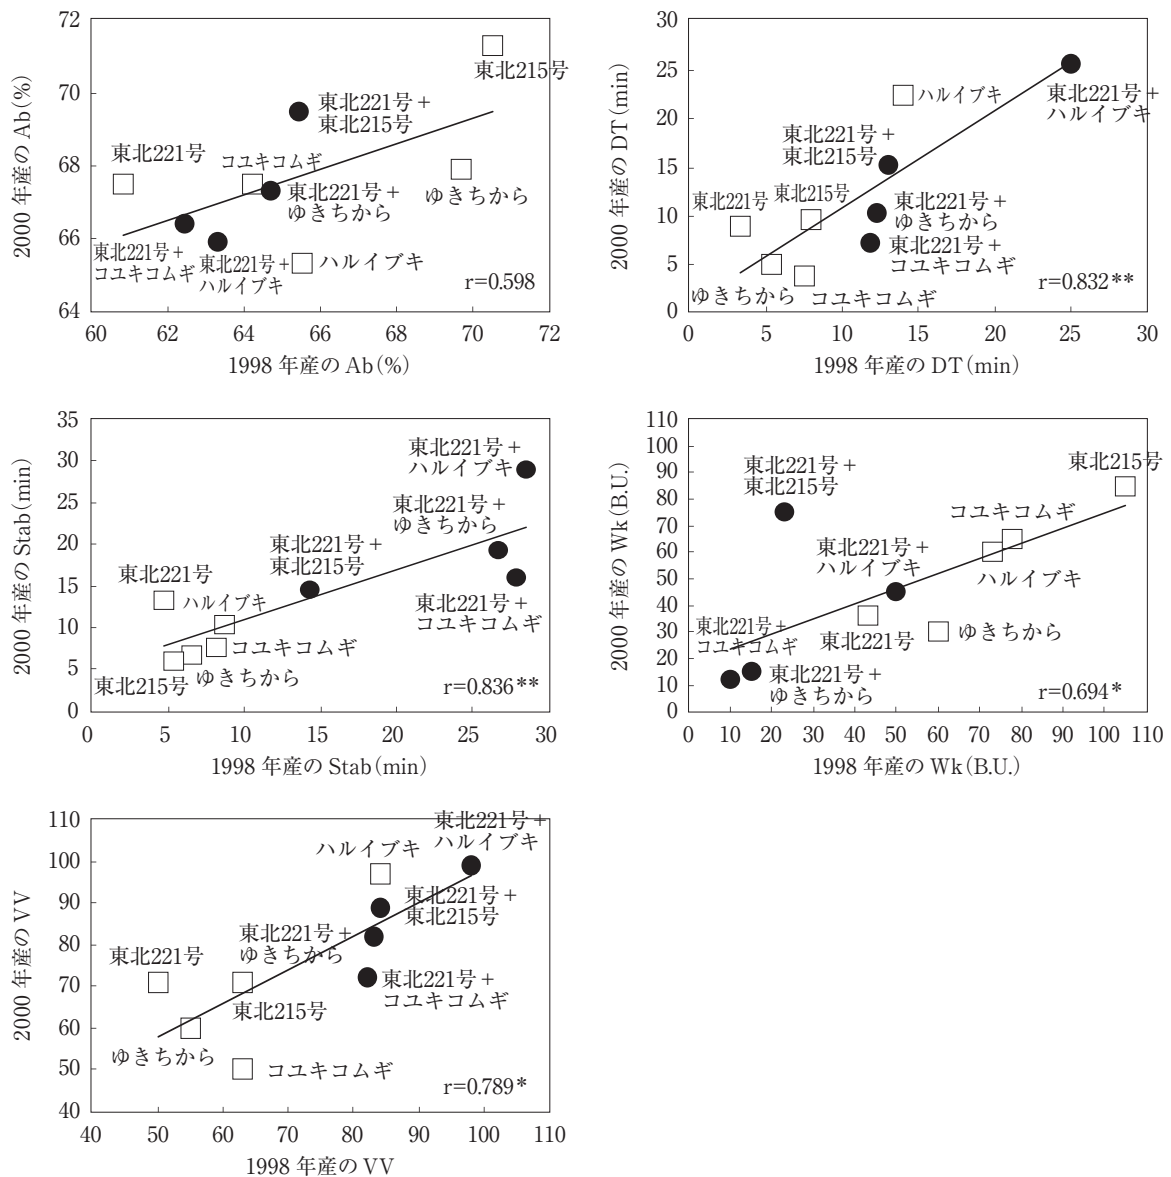 72
70
68
66
64
60
62
64
66
68
70
72
2000 年産の Ab(%)
1998 年産の Ab(%)
東北215号
東北221号+
東北215号
東北221号
コユキコムギ
ゆきちから
東北221号+
ゆきちから
東北221号+
コユキコムギ
東北221号+
ハルイブキ
ハルイブキ
r=0.598
30
25
20
15
10
5
0
0
5
10
15
20
25
30
2000 年産の DT(min)
1998 年産の DT(min)
ハルイブキ
東北221号+
ハルイブキ
東北221号+
東北215号
東北221号
東北215号
東北221号+
ゆきちから
東北221号+
コユキコムギ
ゆきちから
コユキコムギ
r=0.832**
35
30
25
20
15
10
5
0
0
5
10
15
20
25
30
2000 年産の Stab(min)
1998 年産の Stab(min)
東北221号+
ハルイブキ
東北221号+
ゆきちから
東北221号+
東北215号
東北221号
ハルイブキ
東北221号+
コユキコムギ
コユキコムギ
ゆきちから
東北215号
r=0.836**
110
100
90
80
70
60
50
40
30
20
10
0
0
10
20
30
40
50
60
70
80
90
100
110
2000 年産の Wk(B.U.)
1998 年産の Wk(B.U.)
東北215号
東北221号+
東北215号
コユキコムギ
東北221号+
ハルイブキ
ハルイブキ
東北221号+
コユキコムギ
東北221号
ゆきちから
東北221号+
ゆきちから
r=0.694*
110
100
90
80
70
60
50
40
40
50
60
70
80
90
100
110
2000 年産の VV
1998 年産の VV
東北221号+
ハルイブキ
ハルイブキ
東北221号+
東北215号
東北221号+
ゆきちから
東北221号
東北221号+
コユキコムギ
東北215号
ゆきちから
コユキコムギ
r=0.789*